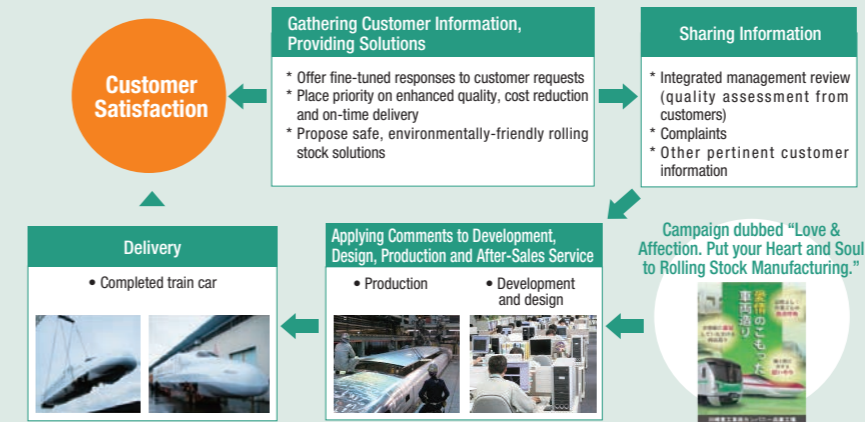 Customer
Satisfaction
Gathering Customer Information,
Providing Solutions
* Offer fine-tuned responses to customer requests
* Place priority on enhanced quality, cost reduction
and on-time delivery
* Propose safe, environmentally-friendly rolling
stock solutions
Sharing Information
* Integrated management review
(quality assessment from
customers)
* Complaints
* Other pertinent customer
information
Delivery
• Completed train car
Applying Comments to Development,
Design, Production and After-Sales Service
• Production
• Development
and design
Campaign dubbed “Love &
Affection. Put your Heart and Soul
to Rolling Stock Manufacturing.”
愛情のこもった
車両造り